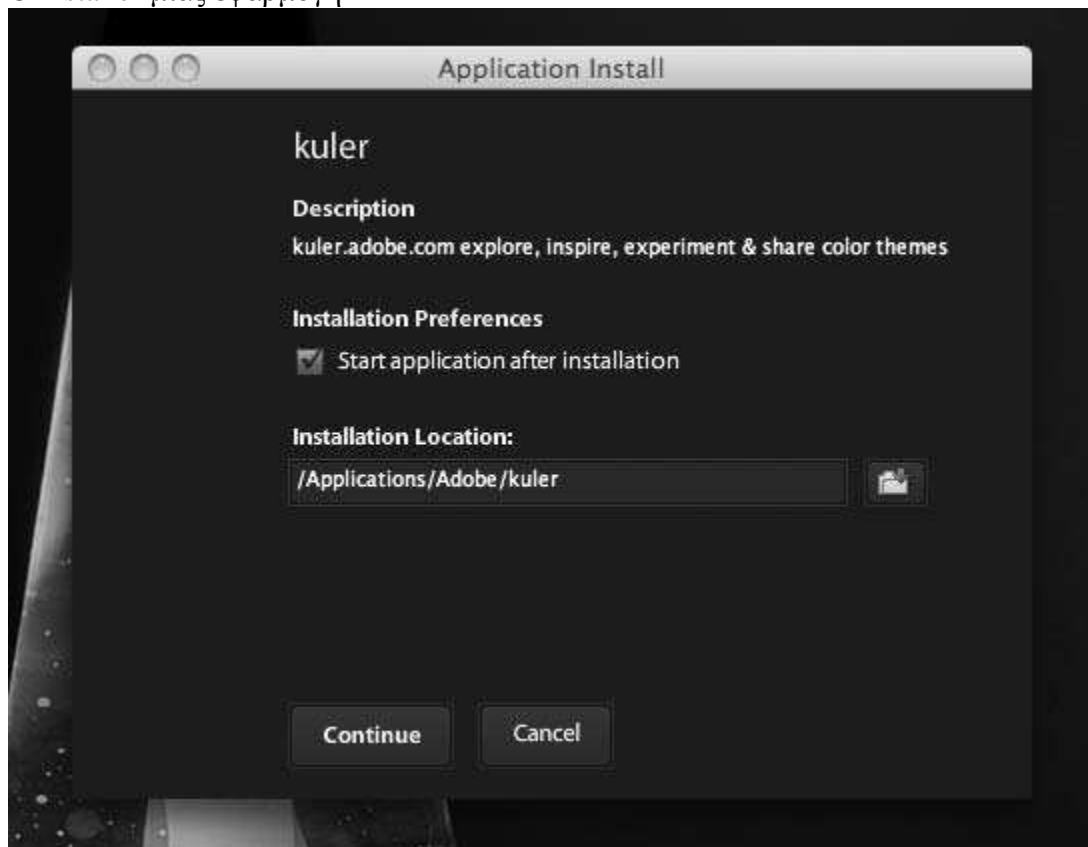 Application Install
kuler
Description
kuler.adobe.com explore, inspire, experiment & share color themes
Installation Preferences
Start application after installation
Installation Location:
/Applications/Adobe/kuler
Continue
Cancel